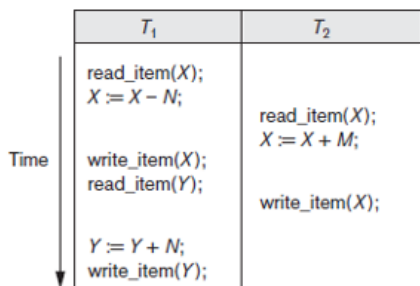 T1 T2
read_item(X);
X := X – N;
read_item(X);
X := X + M;
Time
write_item(X);
read_item(Y);
write_item(X);
Y := Y + N;
write_item(Y);